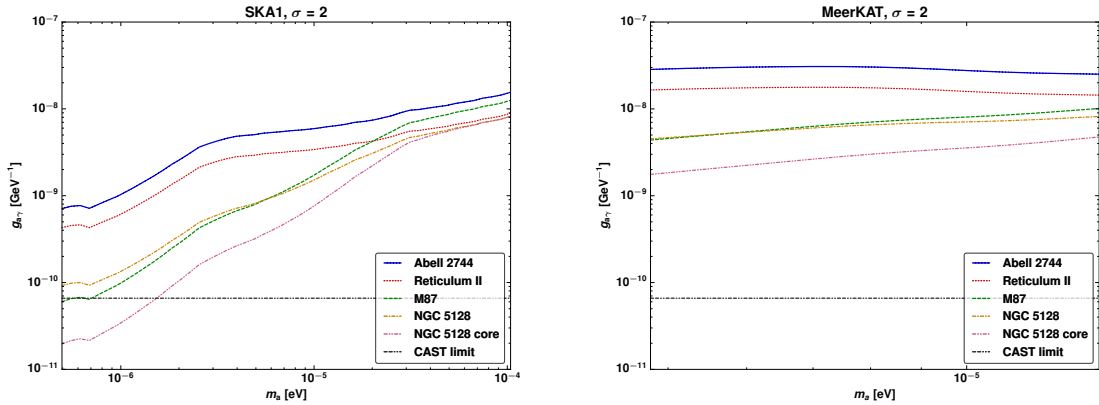 SKA1, σ = 2
10⁻⁷
10⁻⁸
10⁻⁹
10⁻¹⁰
10⁻¹¹
g_aγ [GeV⁻¹]
10⁻⁶
10⁻⁵
10⁻⁴
m_a [eV]
Abell 2744
Reticulum II
M87
NGC 5128
NGC 5128 core
CAST limit
MeerKAT, σ = 2
10⁻⁷
10⁻⁸
10⁻⁹
10⁻¹⁰
10⁻¹¹
g_aγ [GeV⁻¹]
10⁻⁵
m_a [eV]
Abell 2744
Reticulum II
M87
NGC 5128
NGC 5128 core
CAST limit